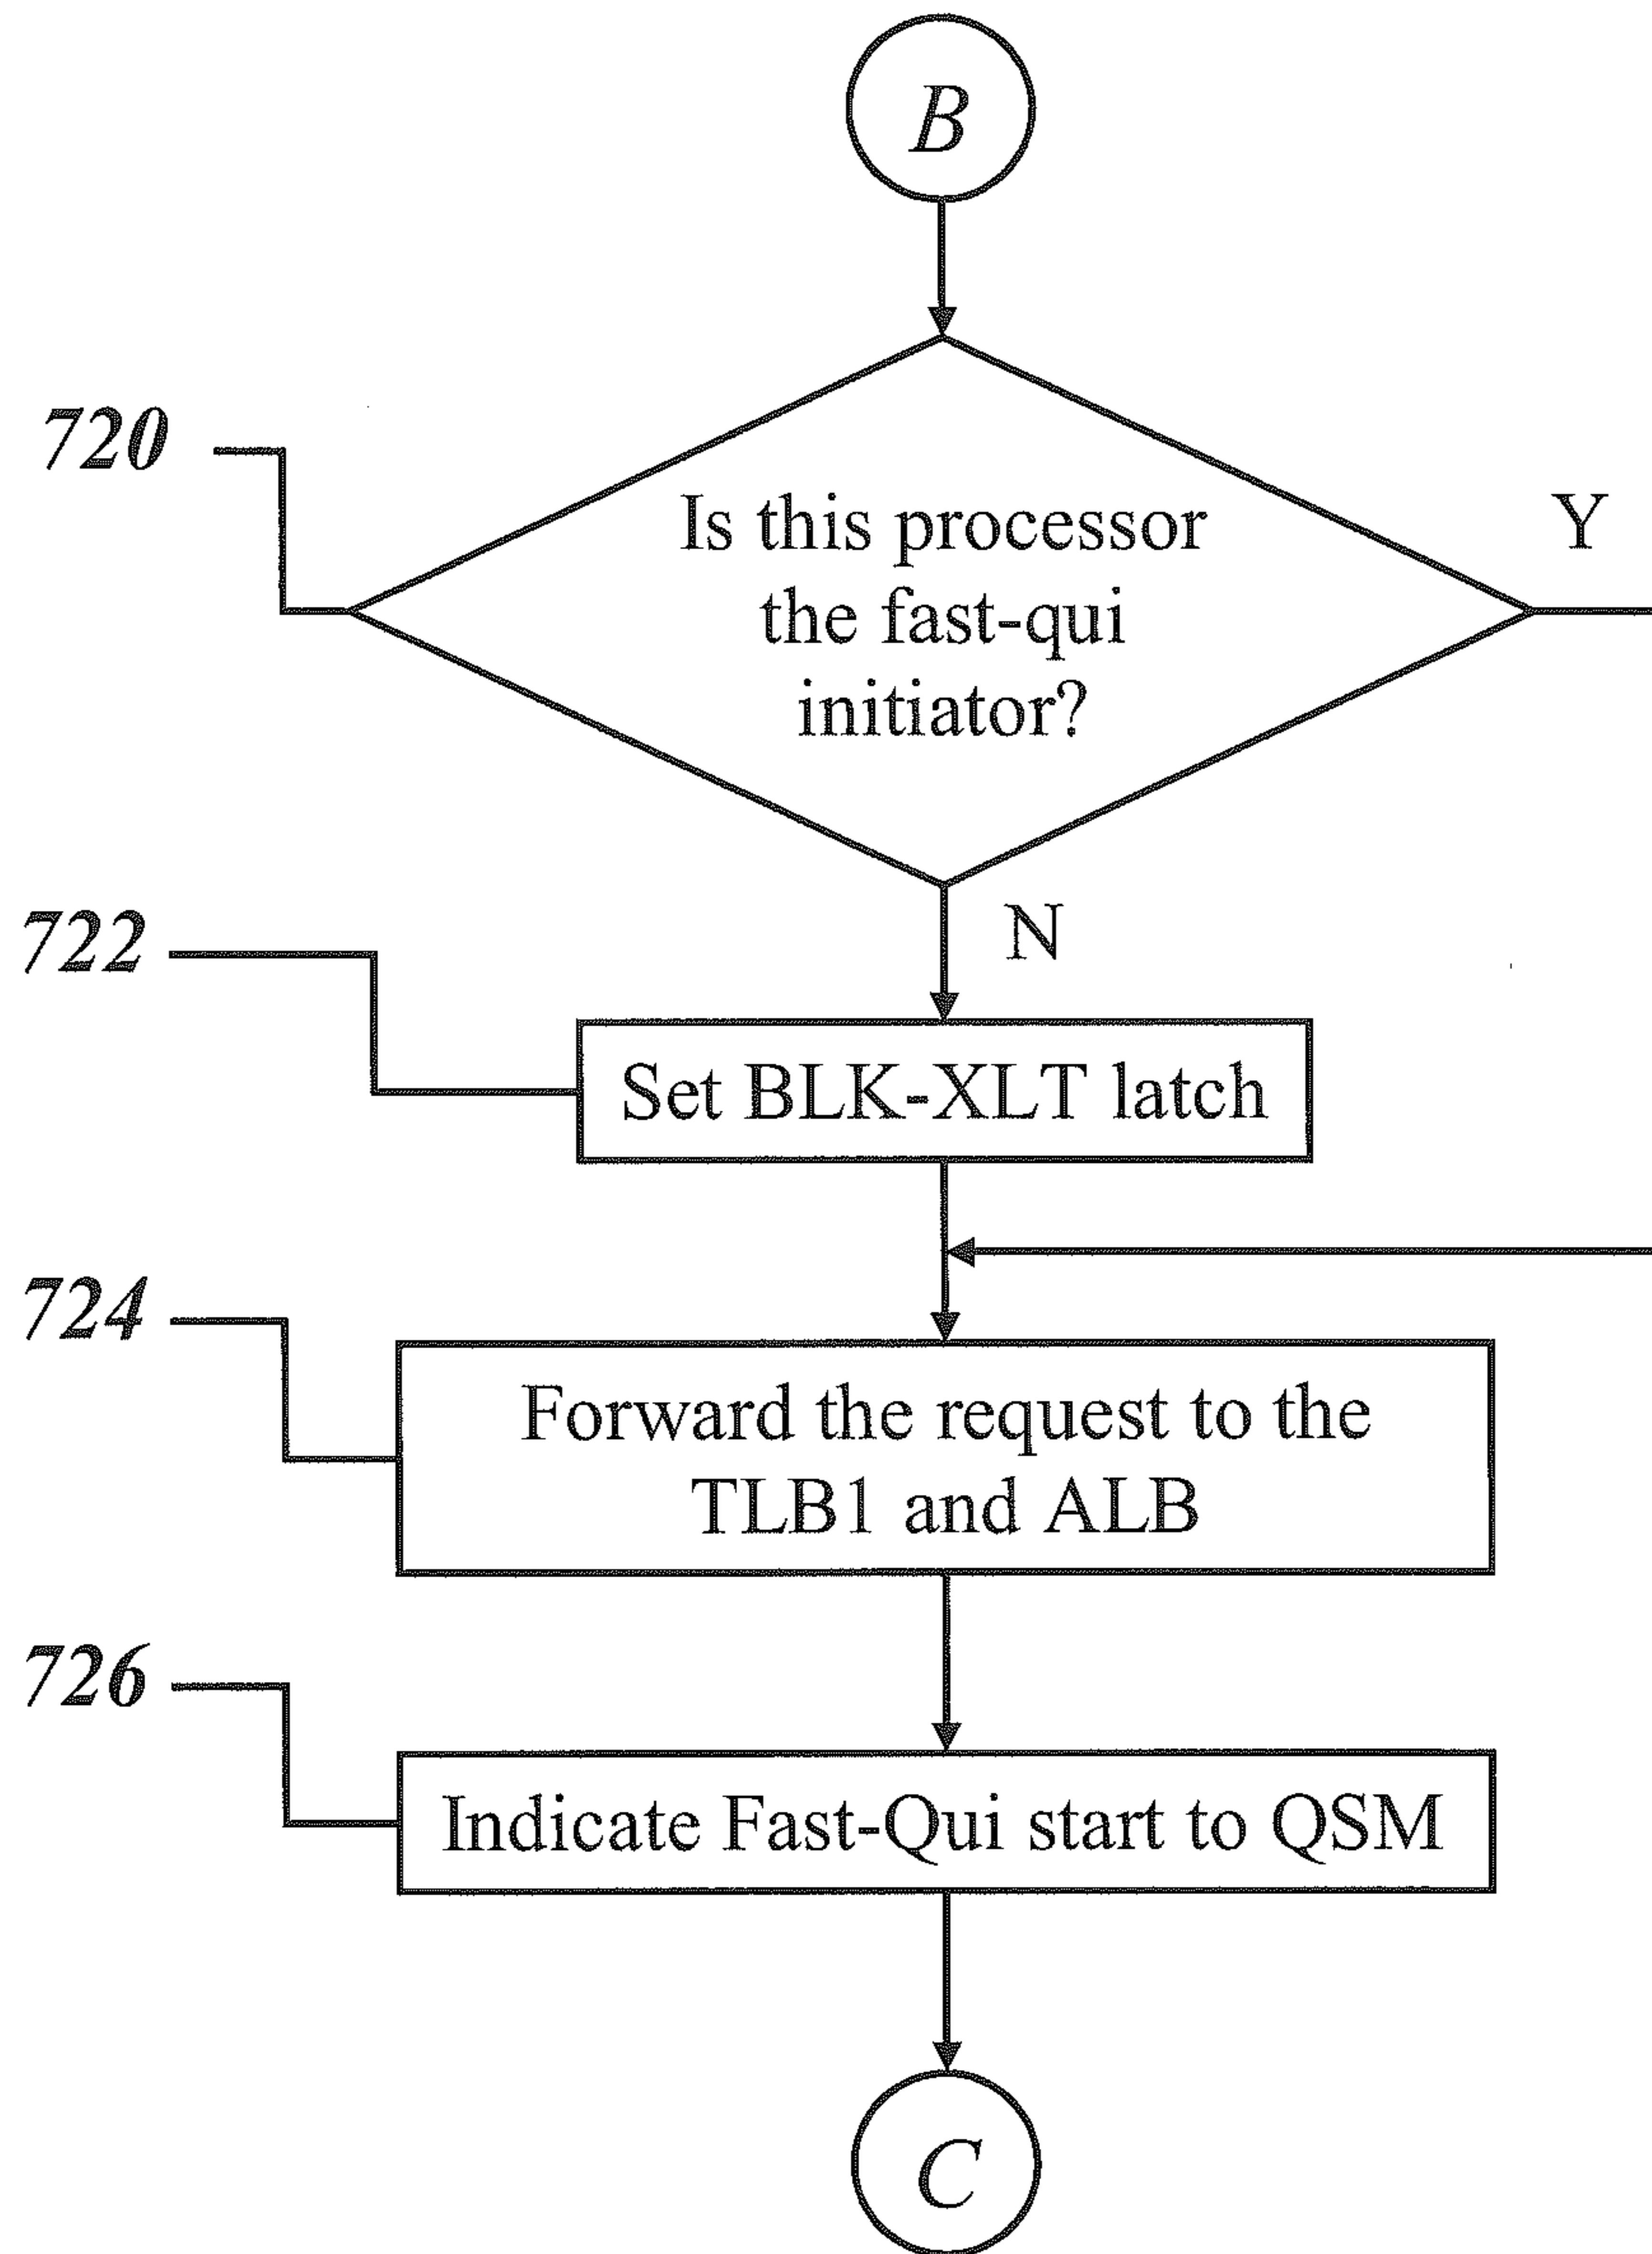 B
720
Is this processor
the fast-qui
initiator?
Y
N
722
Set BLK-XLT latch
724
Forward the request to the
TLB1 and ALB
726
Indicate Fast-Qui start to QSM
C